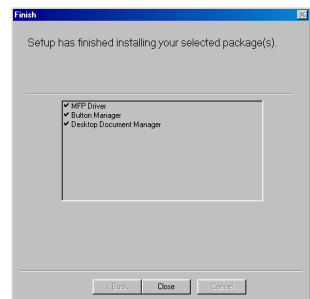 Finish
Setup has finished installing your selected package(s).
MFP Driver
Button Manager
Desktop Document Manager
< Back Close Cancel